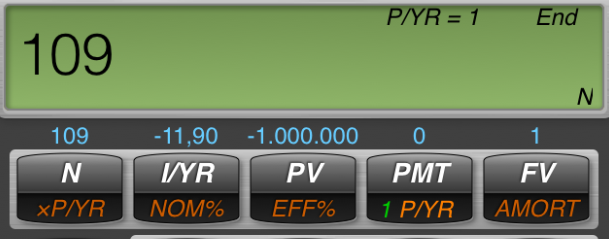 P/YR = 1 End
109
N
109 -11,90 -1.000.000 0 1
N I/YR PV PMT FV
×P/YR NOM% EFF% 1 P/YR AMORT